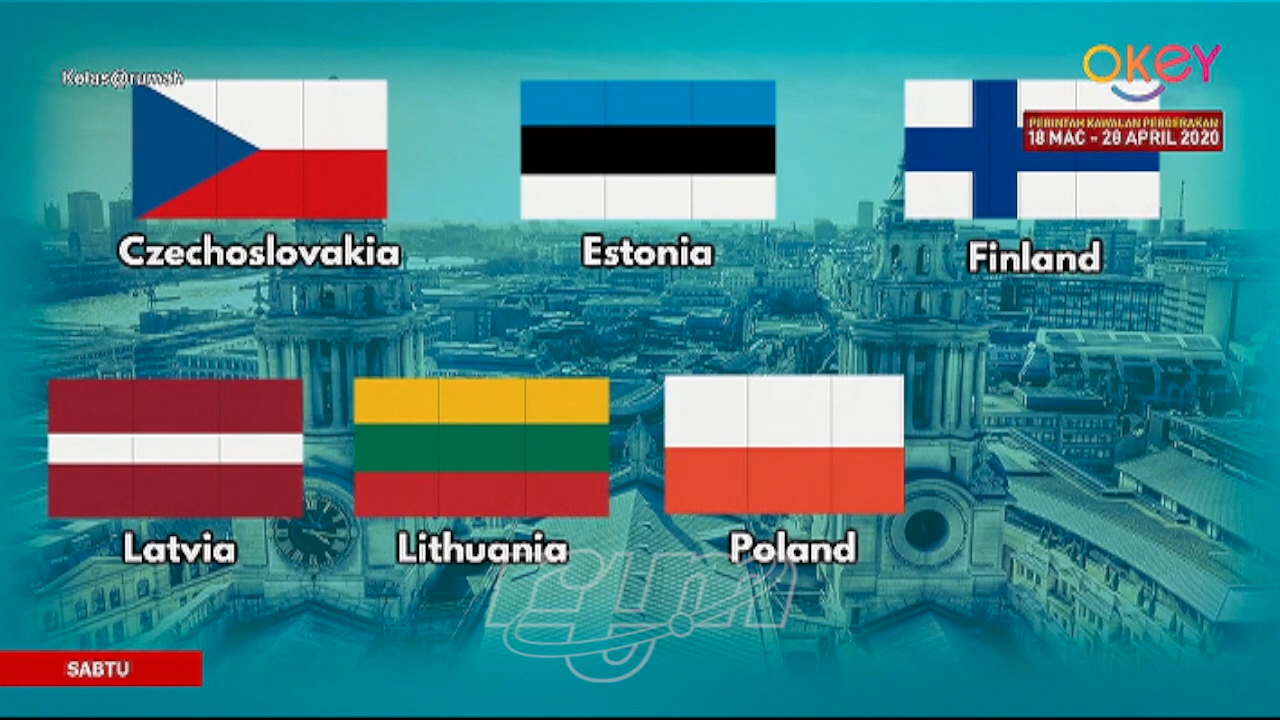 Kelas@rumah
OKEY
PERINTAH KAWALAN PERGERAKAN
18 MAC - 28 APRIL 2020
Czechoslovakia
Estonia
Finland
Latvia
Lithuania
Poland
SABTU